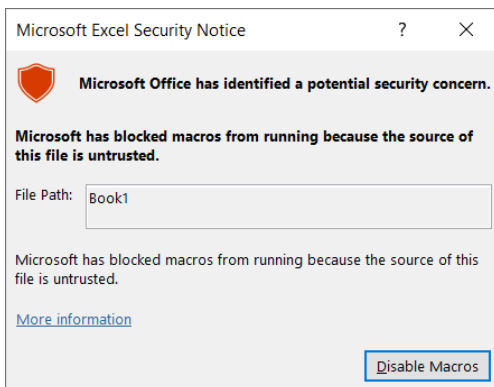 Microsoft Excel Security Notice ? ×
Microsoft Office has identified a potential security concern.
Microsoft has blocked macros from running because the source of
this file is untrusted.
File Path: Book1
Microsoft has blocked macros from running because the source of this
file is untrusted.
More information
Disable Macros